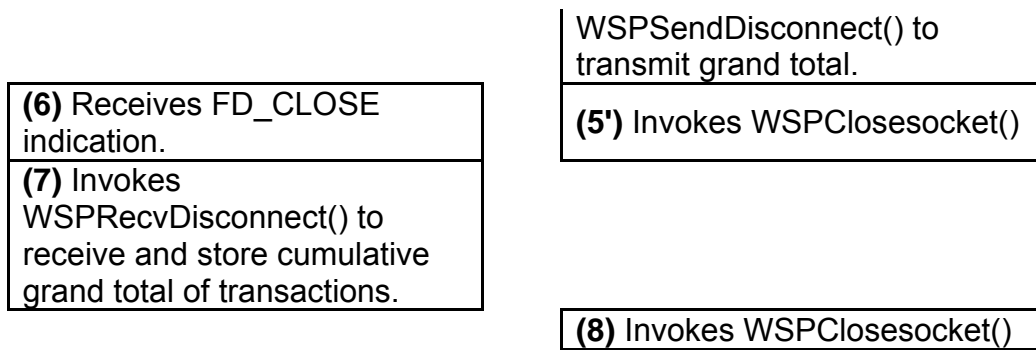 WSPSendDisconnect() to
transmit grand total.
(6) Receives FD_CLOSE
indication.
(5') Invokes WSPClosesocket()
(7) Invokes
WSPRecvDisconnect() to
receive and store cumulative
grand total of transactions.
(8) Invokes WSPClosesocket()